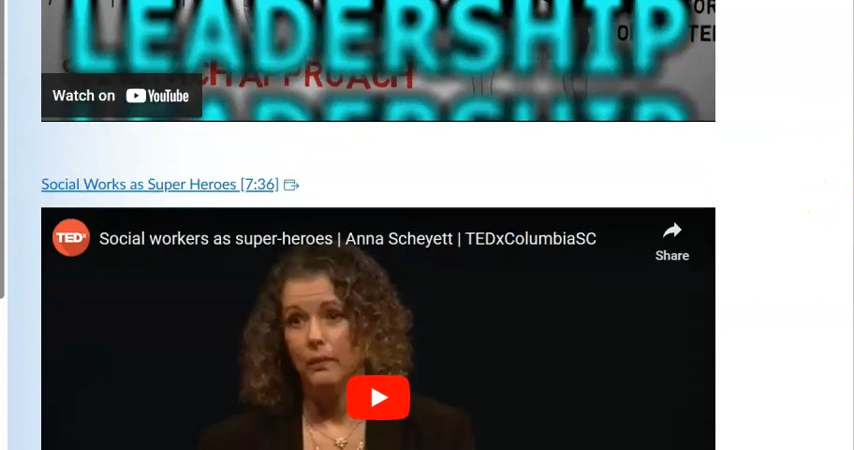 LEADERSHIP
APPROACH
Watch on YouTube
Social Works as Super Heroes [7:36]
TEDx Social workers as super-heroes | Anna Scheyett | TEDxColumbiaSC
Share